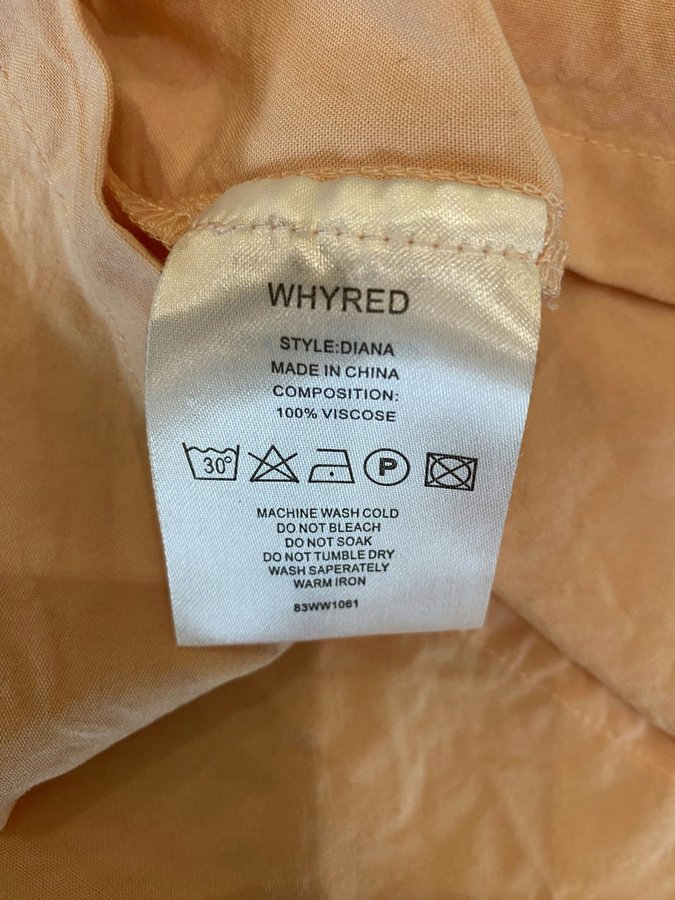 WHYRED
STYLE:DIANA
MADE IN CHINA
COMPOSITION:
100% VISCOSE
30° P
MACHINE WASH COLD
DO NOT BLEACH
DO NOT SOAK
DO NOT TUMBLE DRY
WASH SAPERATELY
WARM IRON
83WW1061